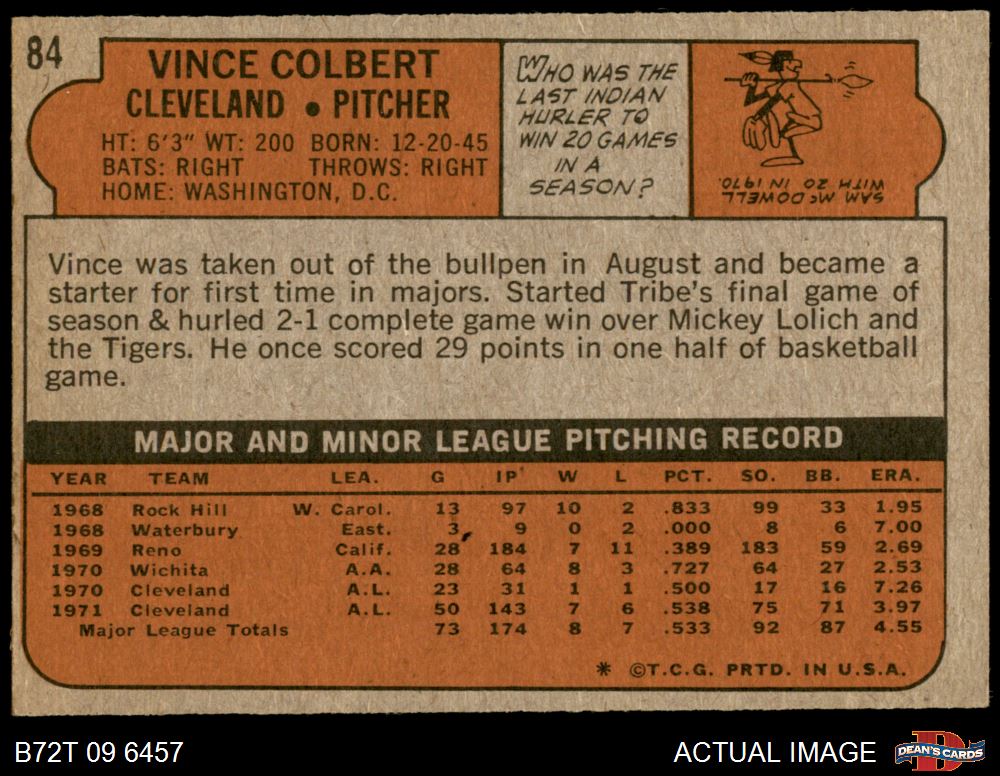 84
VINCE COLBERT
CLEVELAND • PITCHER
HT: 6'3" WT: 200 BORN: 12-20-45
BATS: RIGHT THROWS: RIGHT
HOME: WASHINGTON, D.C.
WHO WAS THE
LAST INDIAN
HURLER TO
WIN 20 GAMES
IN A
SEASON?
SAM McDOWELL WAS
WITH 20 IN 1970.
Vince was taken out of the bullpen in August and became a
starter for first time in majors. Started Tribe's final game of
season & hurled 2-1 complete game win over Mickey Lolich and
the Tigers. He once scored 29 points in one half of basketball
game.
MAJOR AND MINOR LEAGUE PITCHING RECORD
YEAR TEAM LEA. G IP W L PCT. SO. BB. ERA.
1968 Rock Hill W. Carol. 13 97 10 2 .833 99 33 1.95
1968 Waterbury East. 3 9 0 2 .000 8 6 7.00
1969 Reno Calif. 28 184 7 11 .389 183 59 2.69
1970 Wichita A.A. 28 64 8 3 .727 64 27 2.53
1970 Cleveland A.L. 23 31 1 1 .500 17 16 7.26
1971 Cleveland A.L. 50 143 7 6 .538 75 71 3.97
Major League Totals 73 174 8 7 .533 92 87 4.55
* ©T.C.G. PRTD. IN U.S.A.
B72T 09 6457
ACTUAL IMAGE
D
DEAN'S CARDS